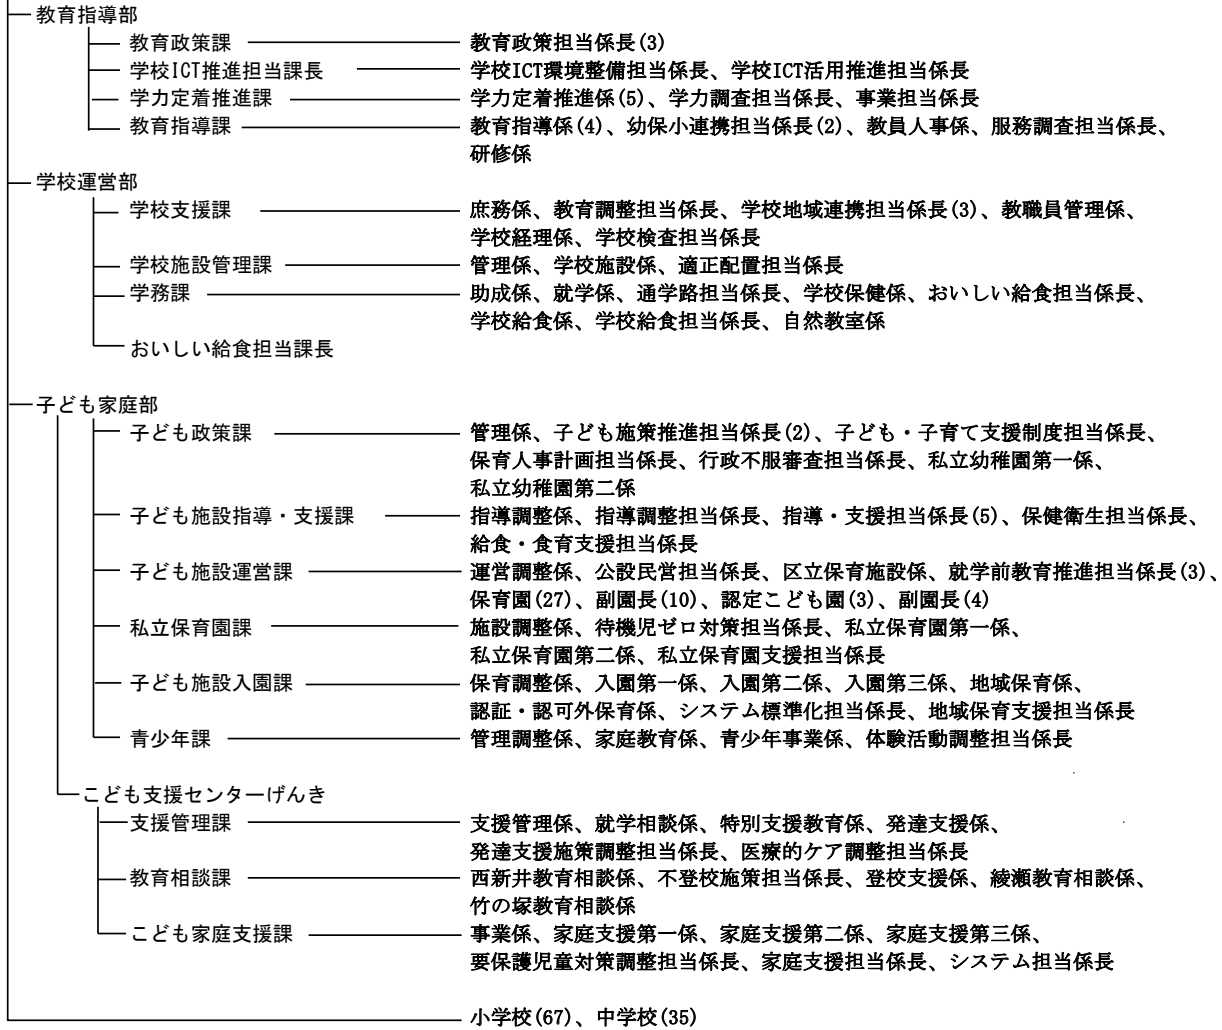 教育指導部
教育政策課 教育政策担当係長(3)
学校ICT推進担当課長 学校ICT環境整備担当係長、学校ICT活用推進担当係長
学力定着推進課 学力定着推進係(5)、学力調査担当係長、事業担当係長
教育指導課 教育指導係(4)、幼保小連携担当係長(2)、教員人事係、服務調査担当係長、
研修係
学校運営部
学校支援課 庶務係、教育調整担当係長、学校地域連携担当係長(3)、教職員管理係、
学校経理係、学校検査担当係長
学校施設管理課 管理係、学校施設係、適正配置担当係長
学務課 助成係、就学係、通学路担当係長、学校保健係、おいしい給食担当係長、
学校給食係、学校給食担当係長、自然教室係
おいしい給食担当課長
子ども家庭部
子ども政策課 管理係、子ども施策推進担当係長(2)、子ども・子育て支援制度担当係長、
保育人事計画担当係長、行政不服審査担当係長、私立幼稚園第一係、
私立幼稚園第二係
子ども施設指導・支援課 指導調整係、指導調整担当係長、指導・支援担当係長(5)、保健衛生担当係長、
給食・食育支援担当係長
子ども施設運営課 運営調整係、公設民営担当係長、区立保育施設係、就学前教育推進担当係長(3)、
保育園(27)、副園長(10)、認定こども園(3)、副園長(4)
私立保育園課 施設調整係、待機児ゼロ対策担当係長、私立保育園第一係、
私立保育園第二係、私立保育園支援担当係長
子ども施設入園課 保育調整係、入園第一係、入園第二係、入園第三係、地域保育係、
認証・認可外保育係、システム標準化担当係長、地域保育支援担当係長
青少年課 管理調整係、家庭教育係、青少年事業係、体験活動調整担当係長
こども支援センターげんき
支援管理課 支援管理係、就学相談係、特別支援教育係、発達支援係、
発達支援施策調整担当係長、医療的ケア調整担当係長
教育相談課 西新井教育相談係、不登校施策担当係長、登校支援係、綾瀬教育相談係、
竹の塚教育相談係
こども家庭支援課 事業係、家庭支援第一係、家庭支援第二係、家庭支援第三係、
要保護児童対策調整担当係長、家庭支援担当係長、システム担当係長
小学校(67)、中学校(35)